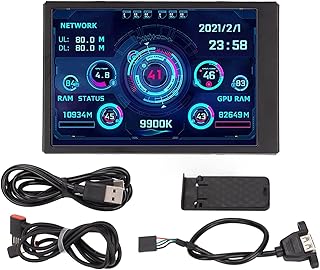 NETWORK
2021/2/1
UL: 80.0 M
DL: 80.0 M
23:58
84
4.8
41
46
43
RAM STATUS
GPU RAM
10934M
45
43
82649M
9900K